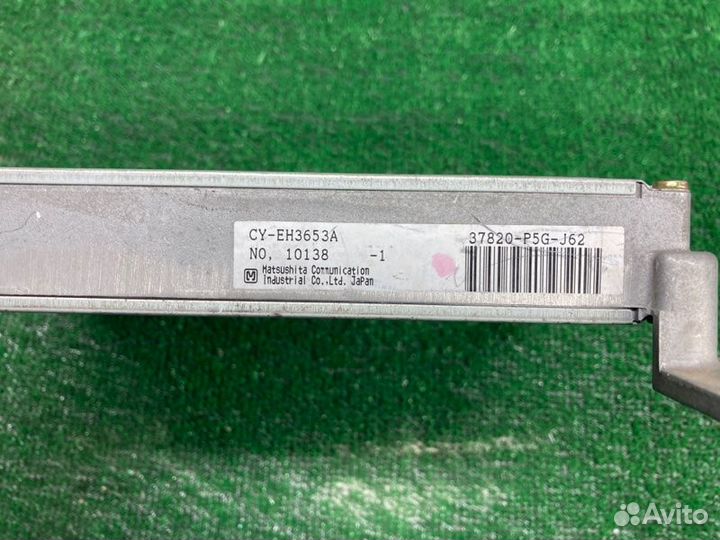 CY-EH3653A
NO, 10138 -1
M Matsushita Communication
Industrial Co.,Ltd. JaPan
37820-P5G-J62
Avito